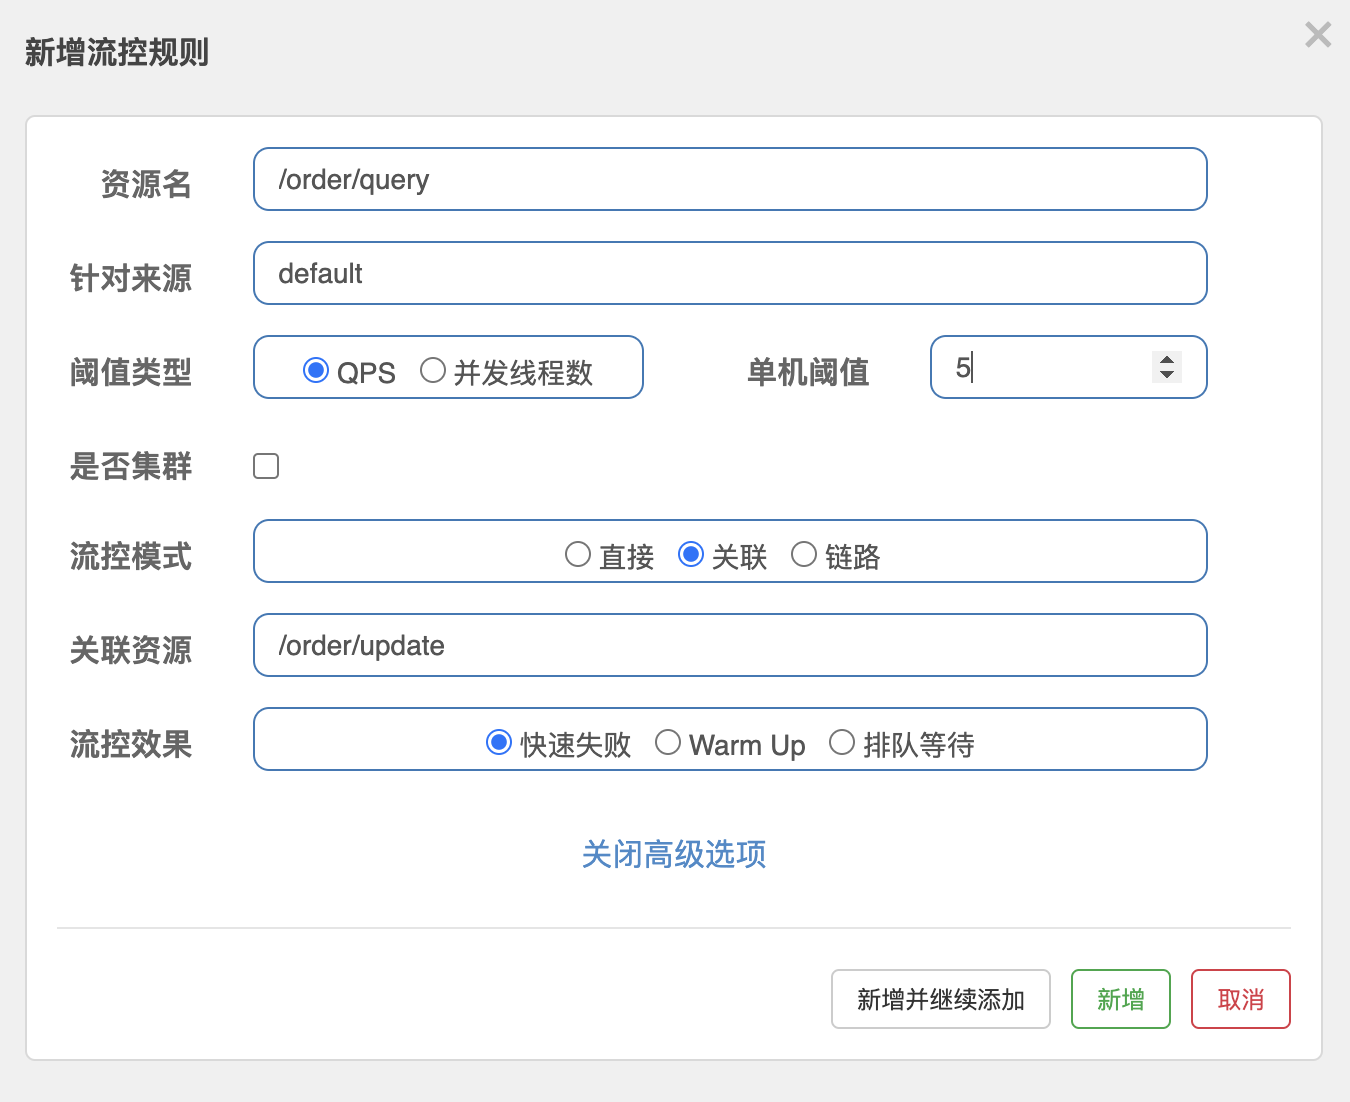 新增流控规则
×
资源名 /order/query
针对来源 default
阈值类型 QPS 并发线程数 单机阈值 5
是否集群
流控模式 直接 关联 链路
关联资源 /order/update
流控效果 快速失败 Warm Up 排队等待
关闭高级选项
新增并继续添加 新增 取消